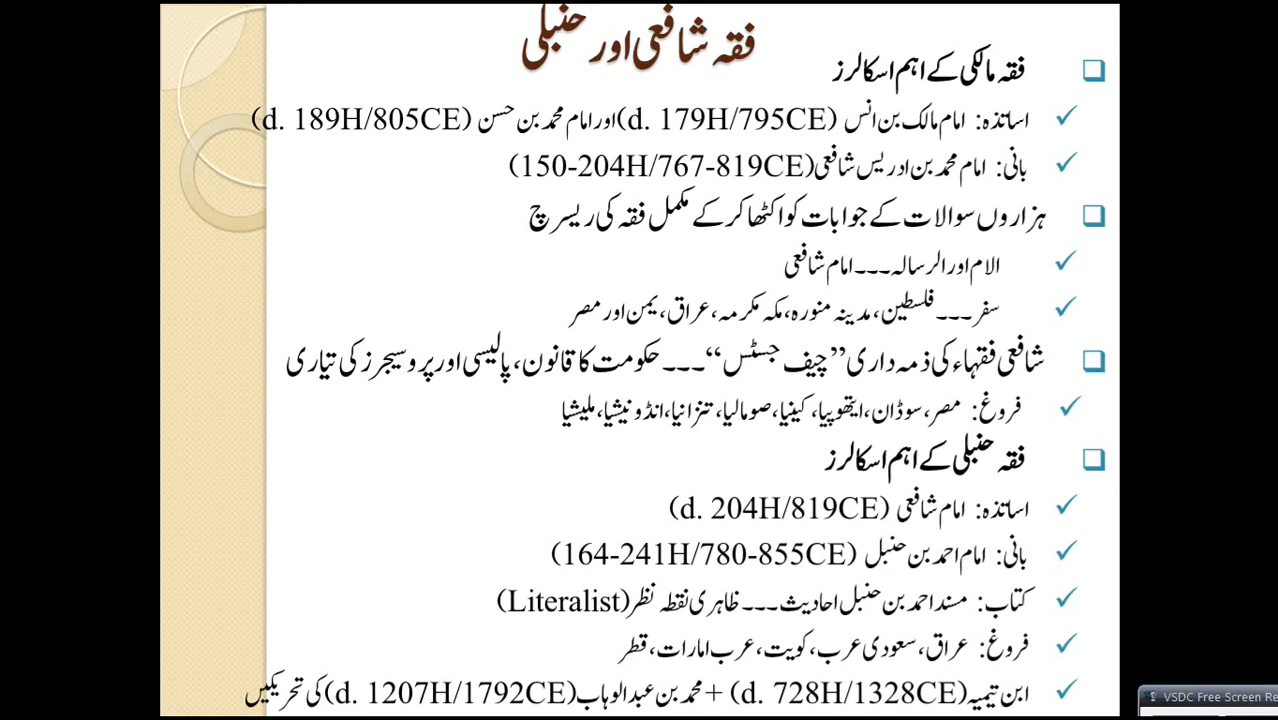 فقہ شافعی اور حنبلی
فقہ مالکی کے اہم اسکالرز
اساتذہ: امام مالک بن انس (d. 179H/795CE) اور امام محمد بن حسن (d. 189H/805CE)
بانی: امام محمد بن ادریس شافعی (150-204H/767-819CE)
ہزاروں سوالات کے جوابات کو اکٹھا کر کے مکمل فقہ کی ریسرچ
الام اور الرسالہ۔۔۔ امام شافعی
سفر ۔۔۔ فلسطین، مدینہ منورہ، مکہ مکرمہ، عراق، یمن اور مصر
شافعی فقہاء کی ذمہ داری ”چیف جسٹس“۔۔۔ حکومت کا قانون، پالیسی اور پروسیجرز کی تیاری
فروغ: مصر، سوڈان، ایتھوپیا، کینیا، صومالیا، تنزانیا، انڈونیشیا، ملیشیا
فقہ حنبلی کے اہم اسکالرز
اساتذہ: امام شافعی (d. 204H/819CE)
بانی: امام احمد بن حنبل (164-241H/780-855CE)
کتاب: مسند احمد بن حنبل احادیث۔۔۔ ظاہری نقطہ نظر (Literalist)
فروغ: عراق، سعودی عرب، کویت، عرب امارات، قطر
ابن تیمیہ (d. 728H/1328CE) + محمد بن عبدالوہاب (d. 1207H/1792CE) کی تحریکیں
VSDC Free Screen Re